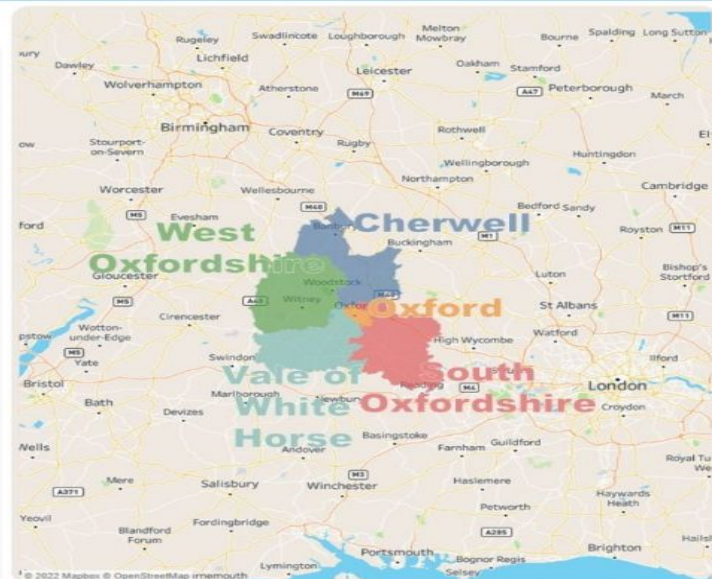 Melton
Mowbray
Rugeley
Swadlincote
Loughborough
Bourne
Spalding
Long Sutton
Lichfield
Dawley
Oakham
Stamford
Leicester
Wolverhampton
Atherstone
M69
A47
Peterborough
March
Birmingham
Coventry
Rugby
Rothwell
Stourport-
on-Severn
Wellingborough
Huntingdon
Northampton
Worcester
Wellesbourne
Cambridge
M5
Evesham
M40
Bedford
Sandy
Cherwell
West
Oxfordshire
Buckingham
M1
Royston
M11
Gloucester
Woodstock
Luton
Bishop's
Stortford
M5
A40
Witney
Oxford
St Albans
Cirencester
M11
Wotton-
under-Edge
High Wycombe
Watford
M5
Yate
Swindon
Ilford
Vale of
White
Horse
South
Oxfordshire
Reading
M4
London
Bristol
Marlborough
Bath
Devizes
Croydon
Basingstoke
Wells
Andover
Farnham
Guildford
M3
Mere
Salisbury
Winchester
Haslemere
A371
Haywards
Heath
Petworth
Yeovil
Fordingbridge
Blandford
Forum
A285
Portsmouth
Brighton
Lymington
Bognor Regis
Selsey
© 2022 Mapbox © OpenStreetMap